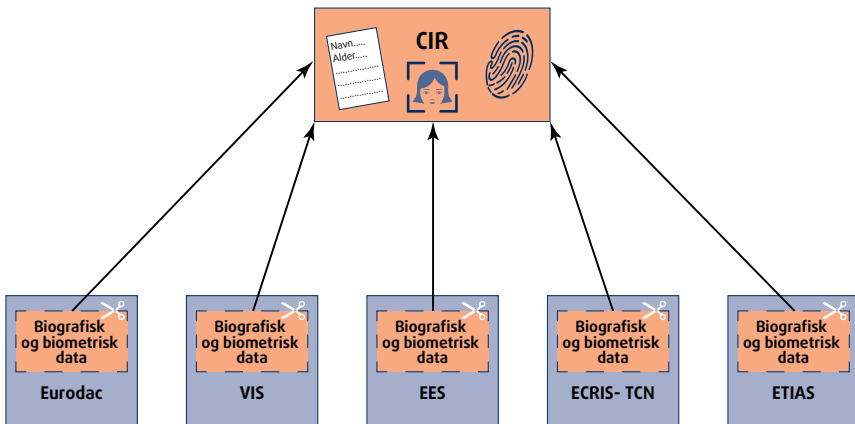 CIR
Navn.....
Alder.....
Biografisk
og biometrisk
data
Eurodac
Biografisk
og biometrisk
data
VIS
Biografisk
og biometrisk
data
EES
Biografisk
og biometrisk
data
ECRIS- TCN
Biografisk
og biometrisk
data
ETIAS